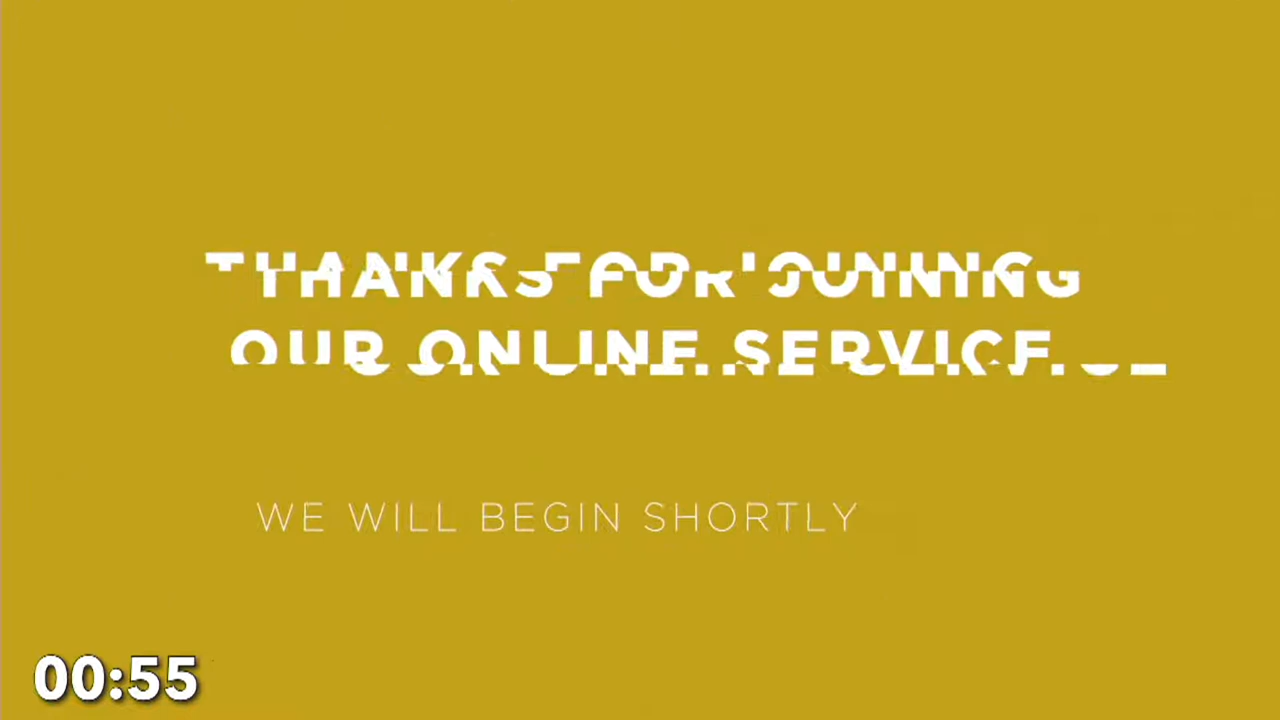 THANKS FOR JOINING
OUR ONLINE SERVICE
WE WILL BEGIN SHORTLY
00:55